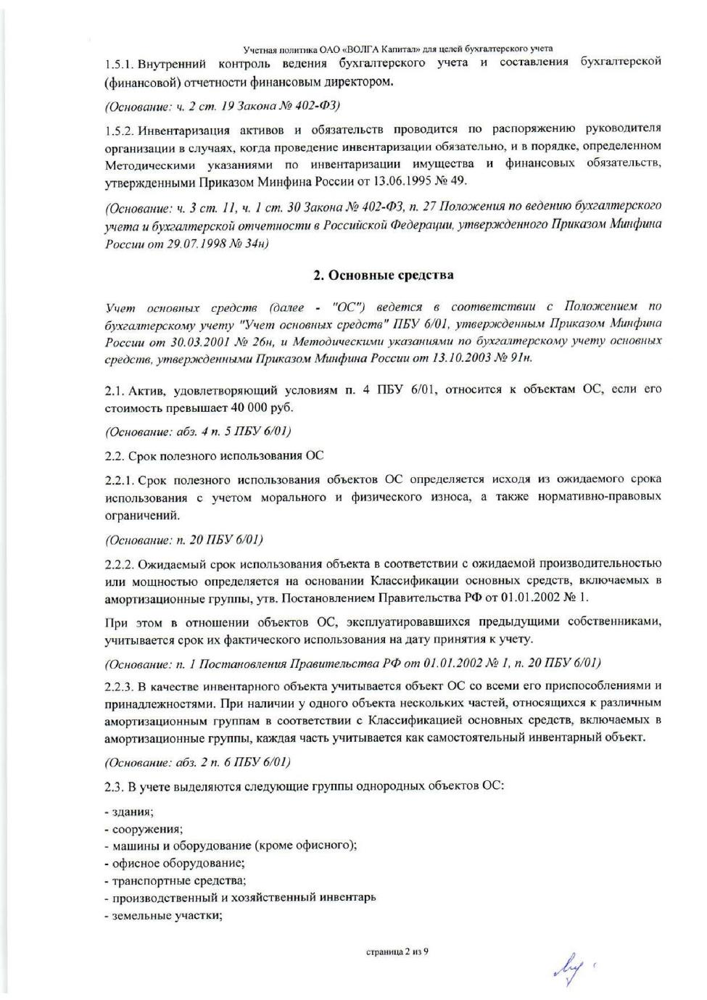 Учетная политика ОАО «ВОЛГА Капитал» для целей бухгалтерского учета
1.5.1. Внутренний контроль ведения бухгалтерского учета и составления бухгалтерской
(финансовой) отчетности финансовым директором.
(Основание: ч. 2 ст. 19 Закона № 402-ФЗ)
1.5.2. Инвентаризация активов и обязательств проводится по распоряжению руководителя
организации в случаях, когда проведение инвентаризации обязательно, и в порядке, определенном
Методическими указаниями по инвентаризации имущества и финансовых обязательств,
утвержденными Приказом Минфина России от 13.06.1995 № 49.
(Основание: ч. 3 ст. 11, ч. 1 ст. 30 Закона № 402-ФЗ, п. 27 Положения по ведению бухгалтерского
учета и бухгалтерской отчетности в Российской Федерации, утвержденного Приказом Минфина
России от 29.07.1998 № 34н)
2. Основные средства
Учет основных средств (далее - "ОС") ведется в соответствии с Положением по
бухгалтерскому учету "Учет основных средств" ПБУ 6/01, утвержденным Приказом Минфина
России от 30.03.2001 № 26н, и Методическими указаниями по бухгалтерскому учету основных
средств, утвержденными Приказом Минфина России от 13.10.2003 № 91н.
2.1. Актив, удовлетворяющий условиям п. 4 ПБУ 6/01, относится к объектам ОС, если его
стоимость превышает 40 000 руб.
(Основание: абз. 4 п. 5 ПБУ 6/01)
2.2. Срок полезного использования ОС
2.2.1. Срок полезного использования объектов ОС определяется исходя из ожидаемого срока
использования с учетом морального и физического износа, а также нормативно-правовых
ограничений.
(Основание: п. 20 ПБУ 6/01)
2.2.2. Ожидаемый срок использования объекта в соответствии с ожидаемой производительностью
или мощностью определяется на основании Классификации основных средств, включаемых в
амортизационные группы, утв. Постановлением Правительства РФ от 01.01.2002 № 1.
При этом в отношении объектов ОС, эксплуатировавшихся предыдущими собственниками,
учитывается срок их фактического использования на дату принятия к учету.
(Основание: п. 1 Постановления Правительства РФ от 01.01.2002 № 1, п. 20 ПБУ 6/01)
2.2.3. В качестве инвентарного объекта учитывается объект ОС со всеми его приспособлениями и
принадлежностями. При наличии у одного объекта нескольких частей, относящихся к различным
амортизационным группам в соответствии с Классификацией основных средств, включаемых в
амортизационные группы, каждая часть учитывается как самостоятельный инвентарный объект.
(Основание: абз. 2 п. 6 ПБУ 6/01)
2.3. В учете выделяются следующие группы однородных объектов ОС:
- здания;
- сооружения;
- машины и оборудование (кроме офисного);
- офисное оборудование;
- транспортные средства;
- производственный и хозяйственный инвентарь
- земельные участки;
страница 2 из 9